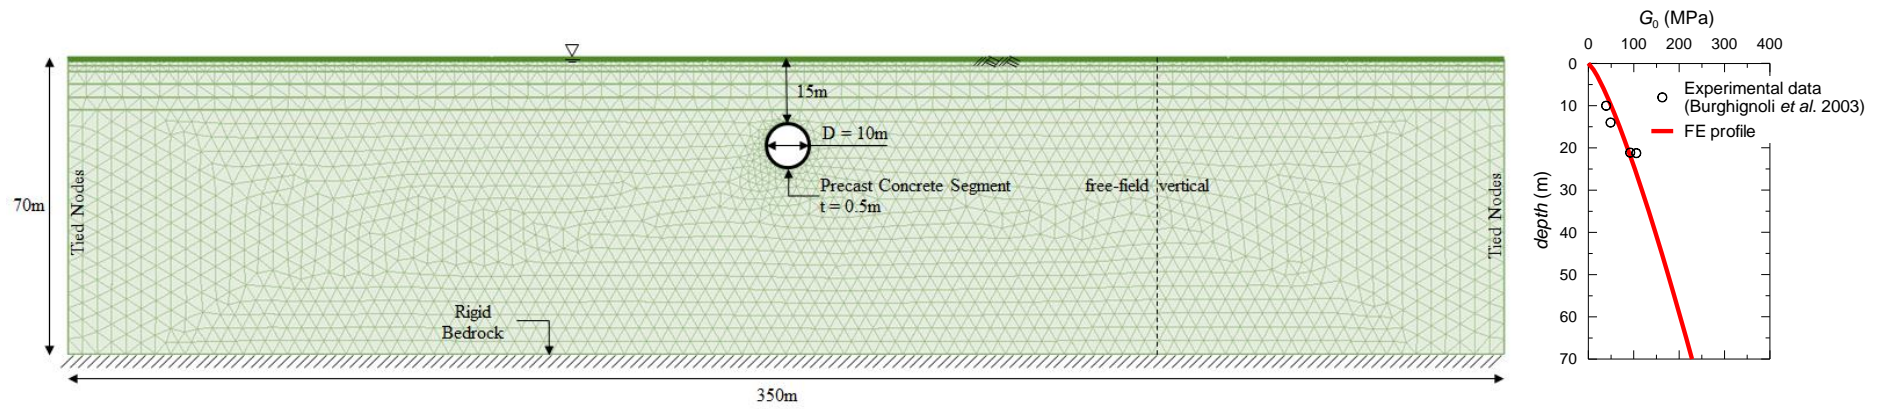 15m
D = 10m
70m
Tied Nodes
Precast Concrete Segment
t = 0.5m
free-field vertical
Tied Nodes
Rigid
Bedrock
350m
G0 (MPa)
0 100 200 300 400
0
10
20
30
40
50
60
70
depth (m)
Experimental data
(Burghignoli et al. 2003)
FE profile